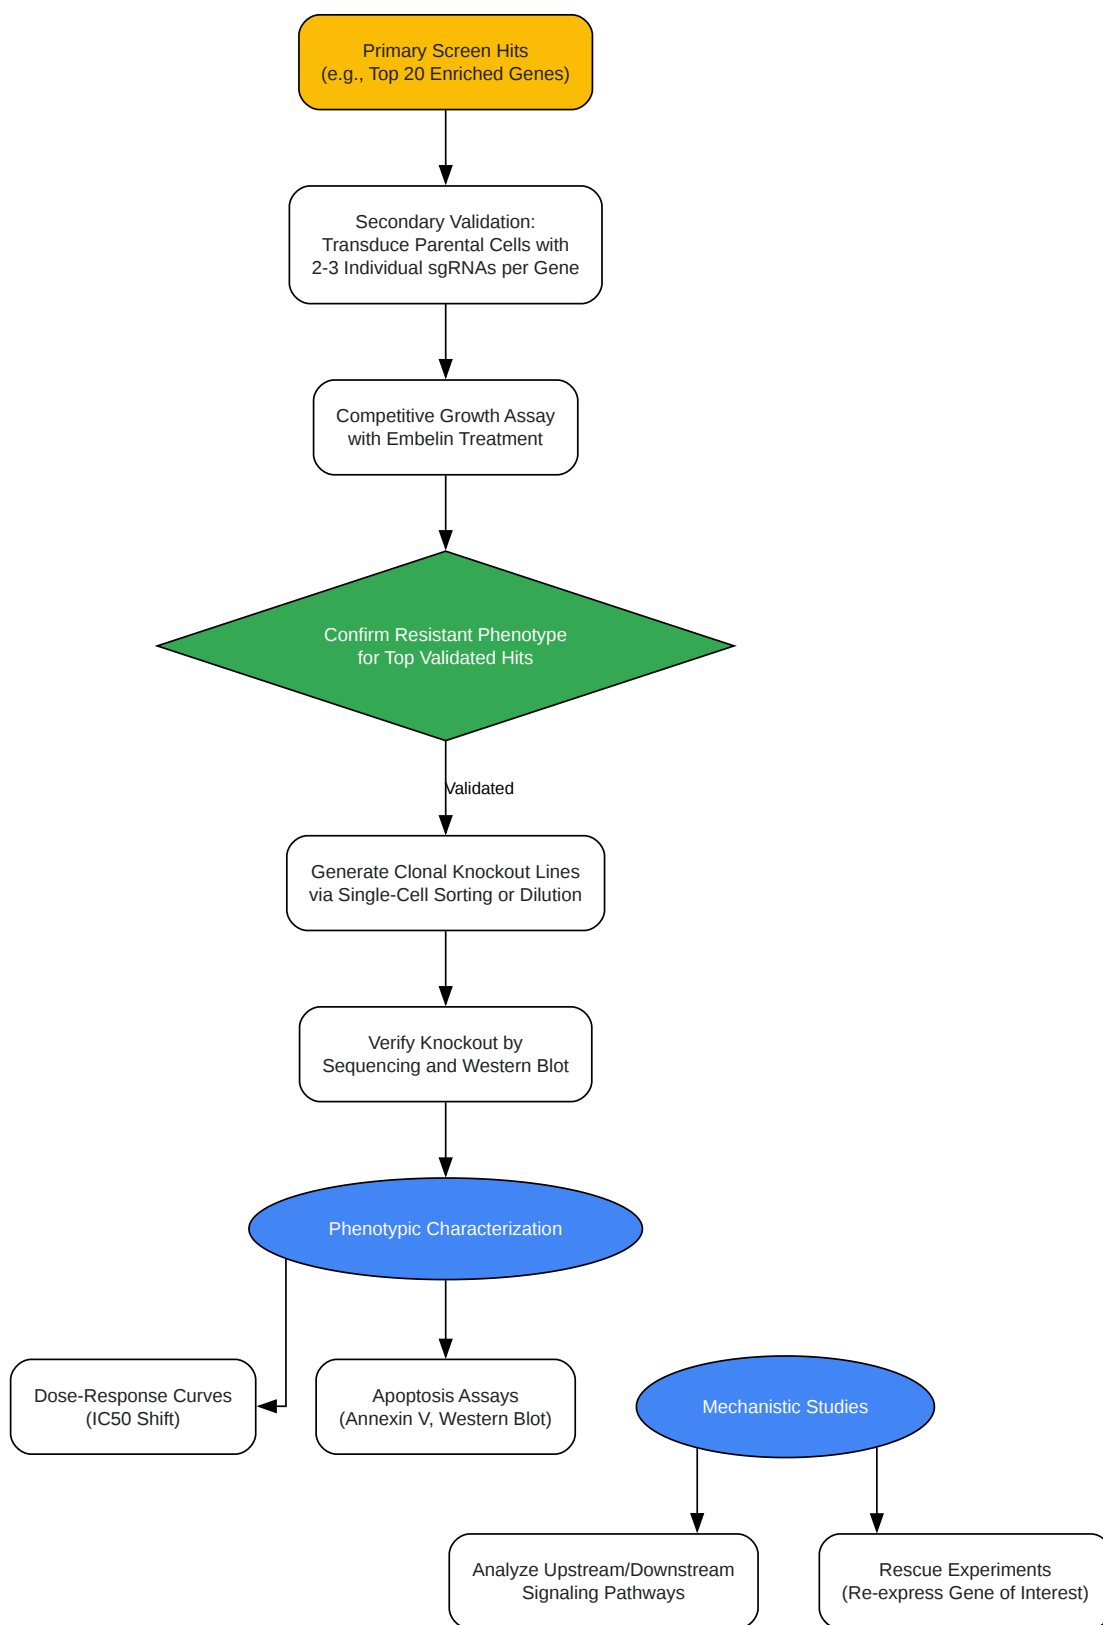 Primary Screen Hits
(e.g., Top 20 Enriched Genes)
Secondary Validation:
Transduce Parental Cells with
2-3 Individual sgRNAs per Gene
Competitive Growth Assay
with Embelin Treatment
Confirm Resistant Phenotype
for Top Validated Hits
Validated
Generate Clonal Knockout Lines
via Single-Cell Sorting or Dilution
Verify Knockout by
Sequencing and Western Blot
Phenotypic Characterization
Dose-Response Curves
(IC50 Shift)
Apoptosis Assays
(Annexin V, Western Blot)
Mechanistic Studies
Analyze Upstream/Downstream
Signaling Pathways
Rescue Experiments
(Re-express Gene of Interest)